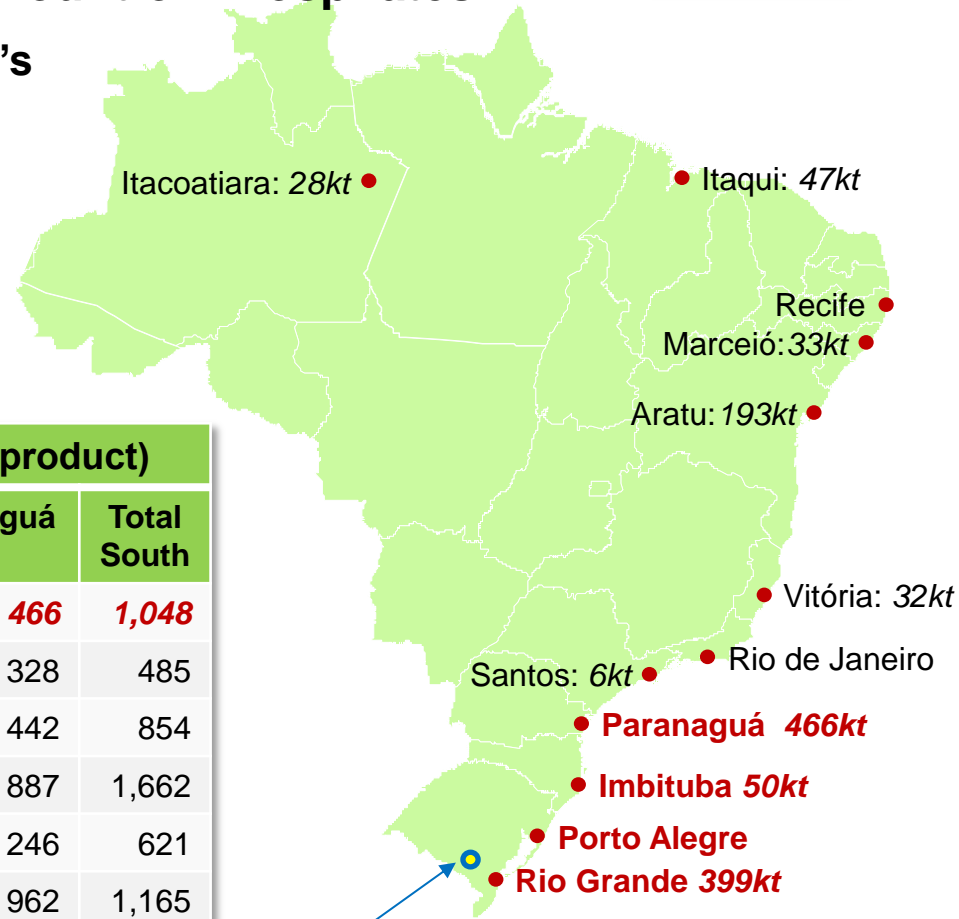 ’s
Itacoatiara: 28kt
Itaqui: 47kt
Recife
Marceió:33kt
Aratu:193kt
product)
guá Total South
466 1,048
Vitória: 32kt
328 485
Rio de Janeiro
Santos: 6kt
442 854
Paranaguá 466kt
887 1,662
Imbituba 50kt
246 621
Porto Alegre
Rio Grande 399kt
962 1,165